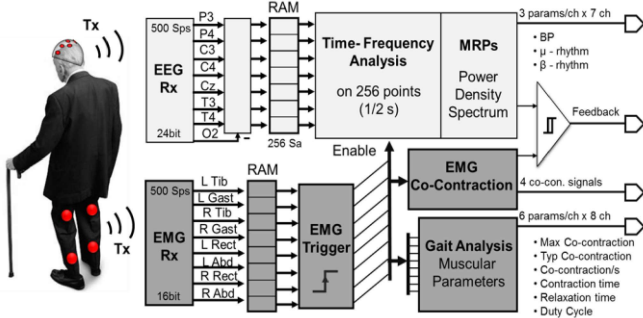 Tx
Tx
500 Sps
EEG
Rx
24bit
P3
P4
C3
C4
Cz
T3
T4
O2
-
RAM
256 Sa
Time- Frequency
Analysis
on 256 points
(1/2 s)
MRPs
Power
Density
Spectrum
3 params/ch x 7 ch
• BP
• μ - rhythm
• β - rhythm
Feedback
Enable
500 Sps
EMG
Rx
16bit
L Tib
L Gast
R Tib
R Gast
L Rect
L Abd
R Rect
R Abd
RAM
EMG
Trigger
EMG
Co-Contraction
4 co-con. signals
Gait Analysis
Muscular
Parameters
6 params/ch x 8 ch
• Max Co-contraction
• Typ Co-contraction
• Co-contraction/s
• Contraction time
• Relaxation time
• Duty Cycle